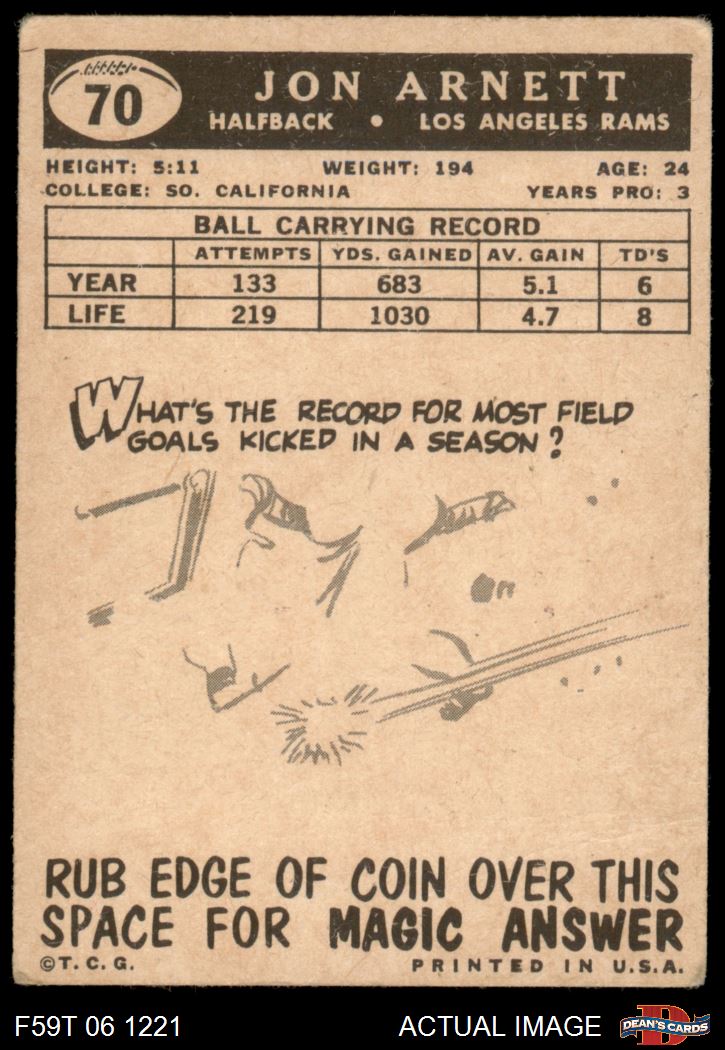 70
JON ARNETT
HALFBACK • LOS ANGELES RAMS
HEIGHT: 5:11 WEIGHT: 194 AGE: 24
COLLEGE: SO. CALIFORNIA YEARS PRO: 3
BALL CARRYING RECORD
ATTEMPTS YDS. GAINED AV. GAIN TD'S
YEAR 133 683 5.1 6
LIFE 219 1030 4.7 8
WHAT'S THE RECORD FOR MOST FIELD
GOALS KICKED IN A SEASON?
RUB EDGE OF COIN OVER THIS
SPACE FOR MAGIC ANSWER
©T.C.G. PRINTED IN U.S.A.
F59T 06 1221 ACTUAL IMAGE D DEAN'S CARDS